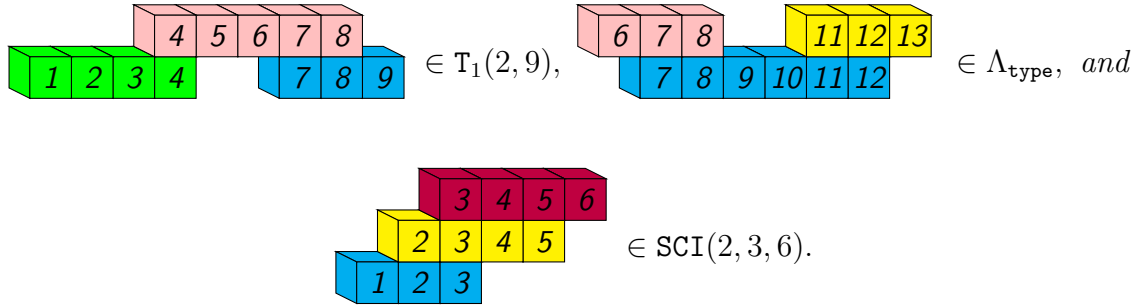 4 5 6 7 8 6 7 8 11 12 13
1 2 3 4 7 8 9 ∈ T₁(2, 9), 7 8 9 10 11 12 ∈ Λ_type, and
3 4 5 6
2 3 4 5 ∈ SCI(2, 3, 6).
1 2 3